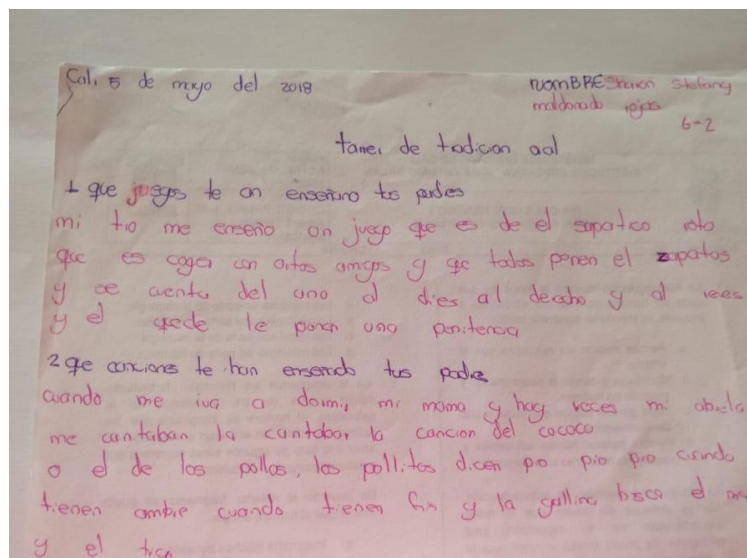 Cali 5 de mayo del 2018 NOMBRE Sharon Stefany
maldonado rojas
6-2
taller de tradicion oral
1 que juegos te an enseñado tus padres
mi tio me enseño un juego que es de el sapatico roto
que es coger con artos amigos y que todos ponen el zapatos
y se cuenta del uno al dies al derecho y al reves
y el quede le ponen una penitencia
2 que canciones te han enseñado tus padres
cuando me iva a dormir mi mama y hay veces mi abuela
me cantaban la cantabar la cancion del cococo
o el de los pollos, los pollitos dicen pio pio pio cuando
tienen ambre cuando tienen frio y la gallina busca el
y el